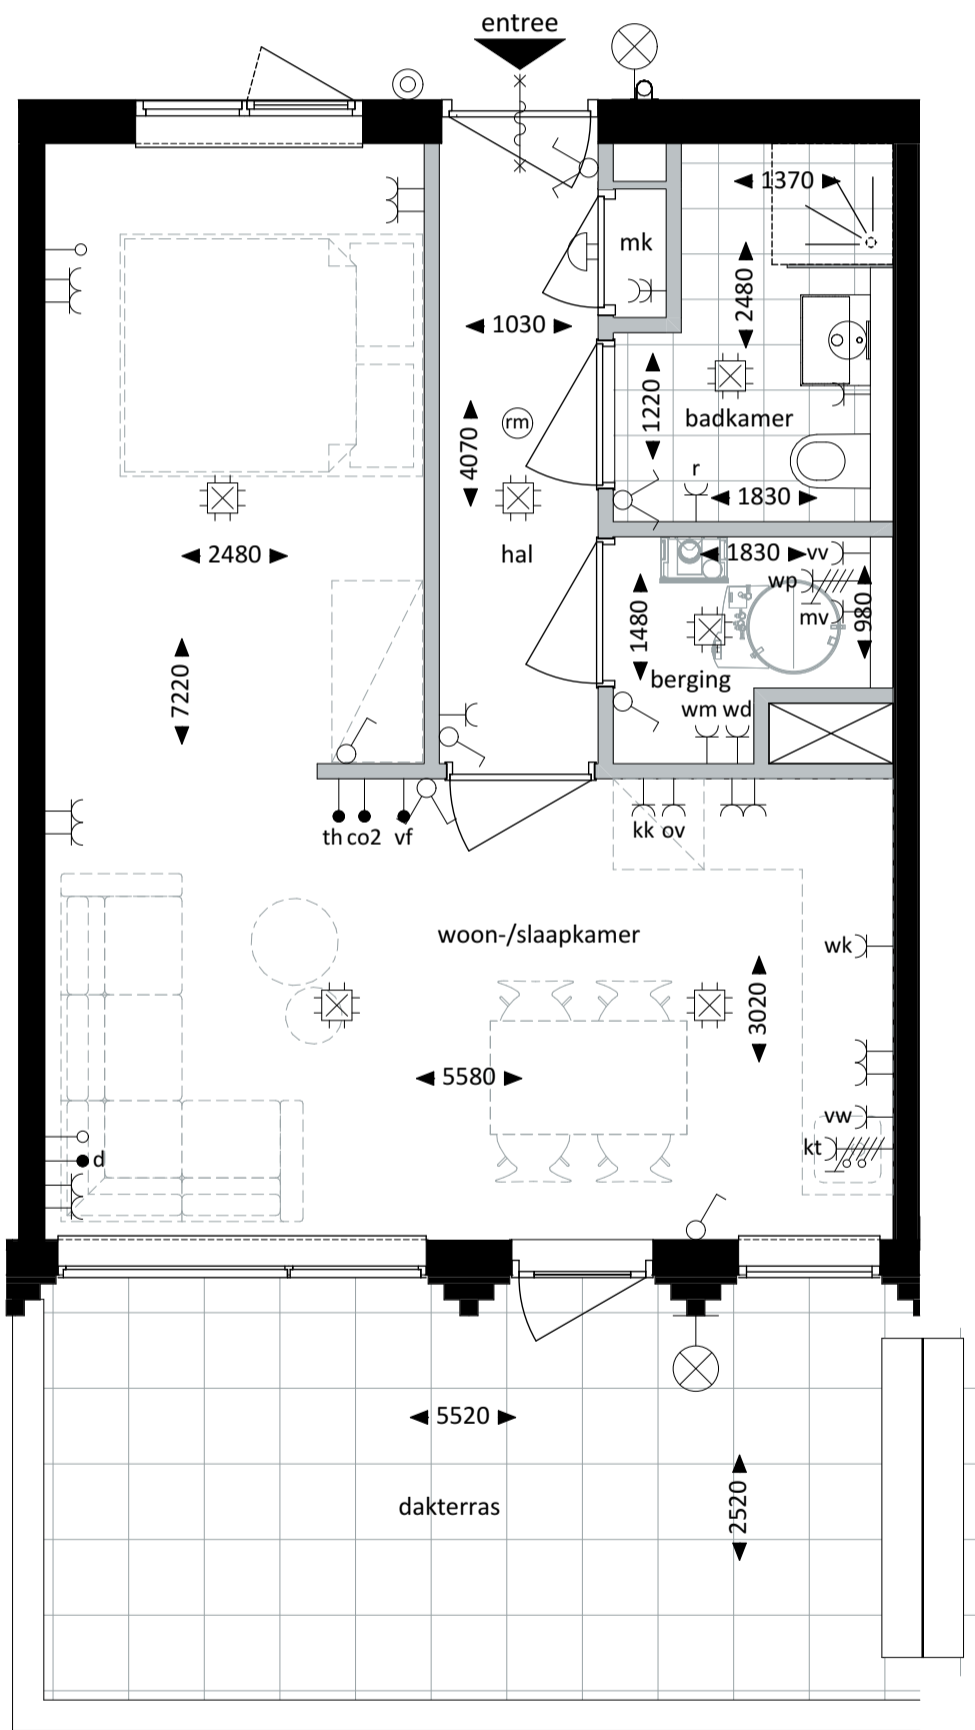 entree
1370
mk
2480
1030
1220
badkamer
4070
rm
r
1830
2480
hal
1830
vv
wp
mv
980
1480
berging
7220
wm wd
th co2 vf
kk ov
woon-/slaapkamer
wk
3020
5580
vw
kt
d
5520
dakterras
2520